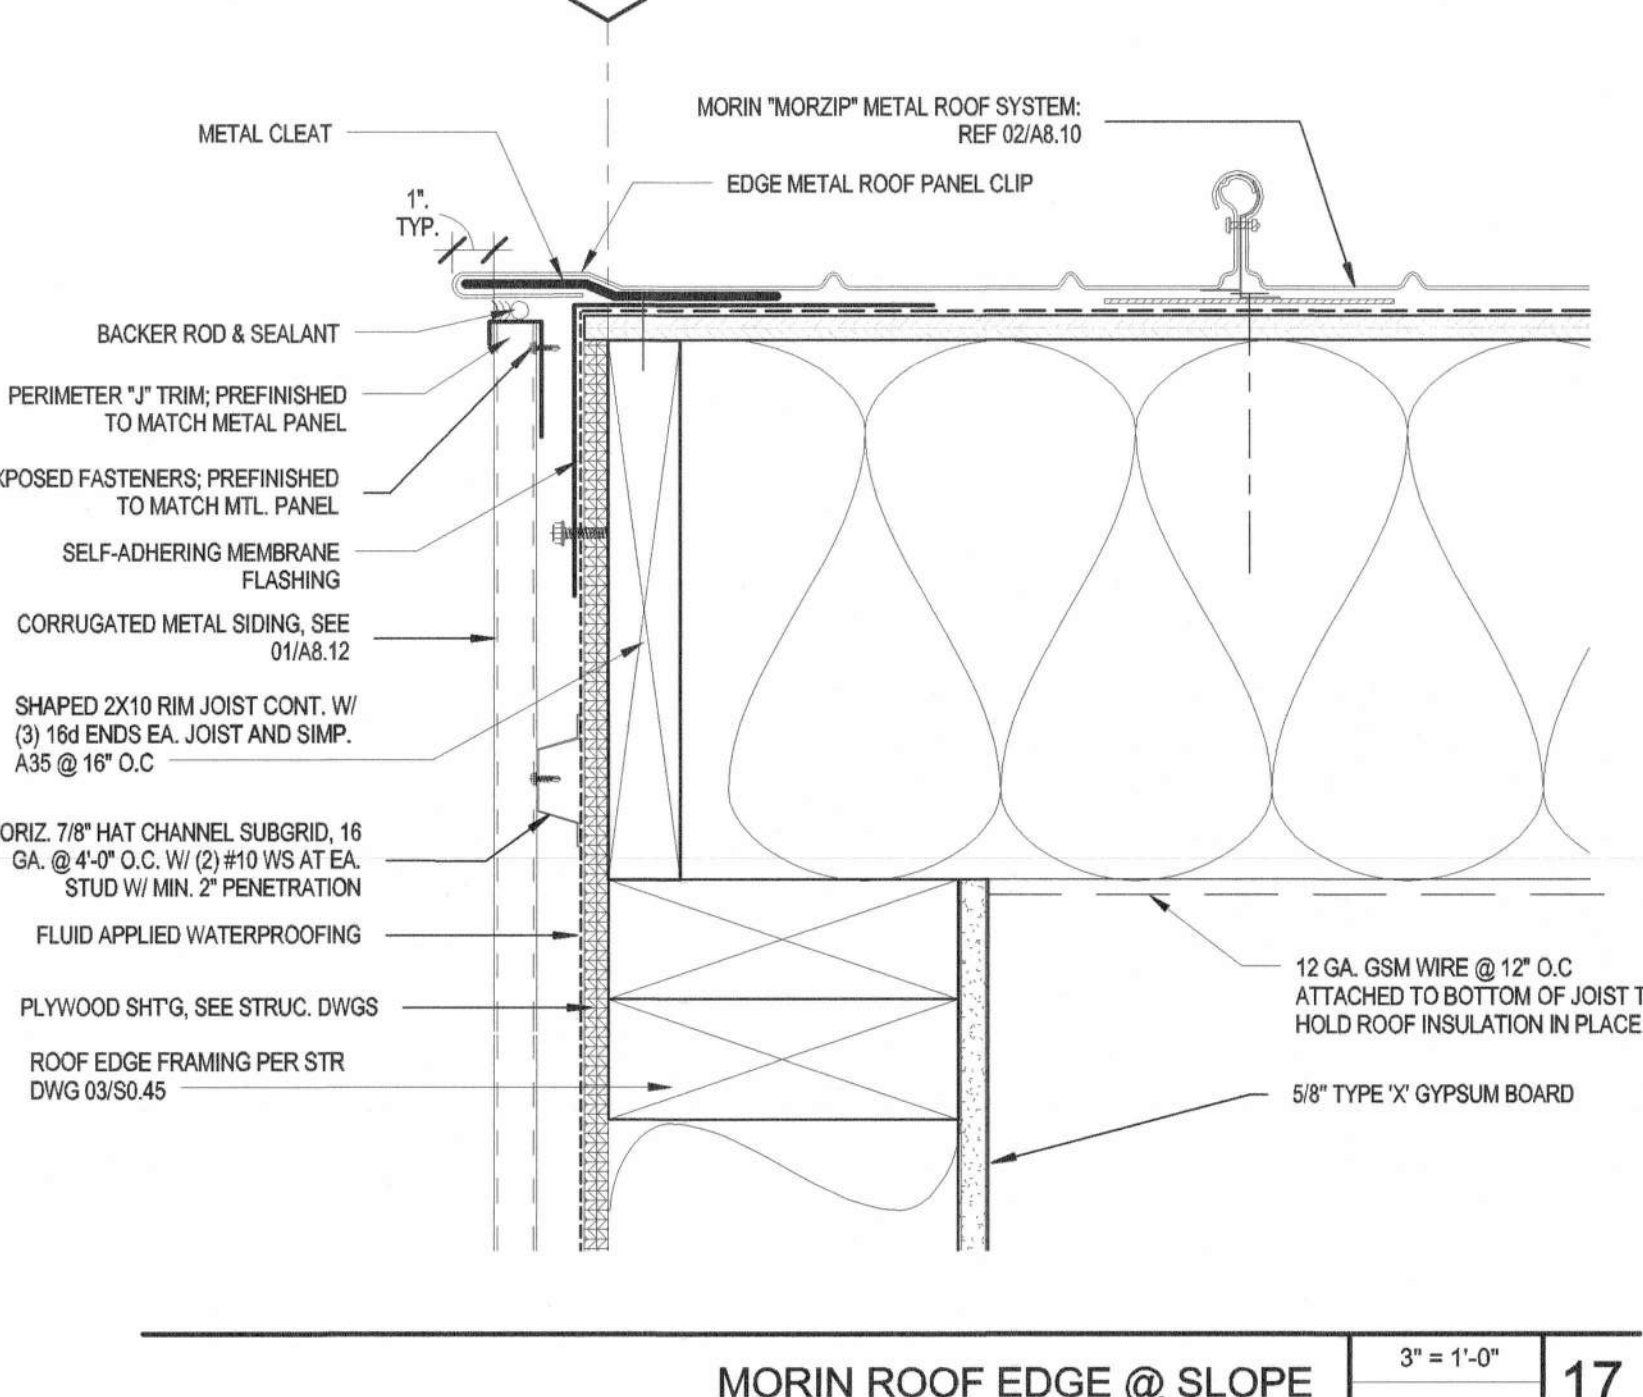 METAL CLEAT
MORIN "MORZIP" METAL ROOF SYSTEM:
REF 02/A8.10
EDGE METAL ROOF PANEL CLIP
1".
TYP.
BACKER ROD & SEALANT
PERIMETER "J" TRIM; PREFINISHED
TO MATCH METAL PANEL
XPOSED FASTENERS; PREFINISHED
TO MATCH MTL. PANEL
SELF-ADHERING MEMBRANE
FLASHING
CORRUGATED METAL SIDING, SEE
01/A8.12
SHAPED 2X10 RIM JOIST CONT. W/
(3) 16d ENDS EA. JOIST AND SIMP.
A35 @ 16" O.C
ORIZ. 7/8" HAT CHANNEL SUBGRID, 16
GA. @ 4'-0" O.C. W/ (2) #10 WS AT EA.
STUD W/ MIN. 2" PENETRATION
FLUID APPLIED WATERPROOFING
PLYWOOD SHT'G, SEE STRUC. DWGS
ROOF EDGE FRAMING PER STR
DWG 03/S0.45
12 GA. GSM WIRE @ 12" O.C
ATTACHED TO BOTTOM OF JOIST T
HOLD ROOF INSULATION IN PLACE
5/8" TYPE 'X' GYPSUM BOARD
MORIN ROOF EDGE @ SLOPE
3" = 1'-0"
17